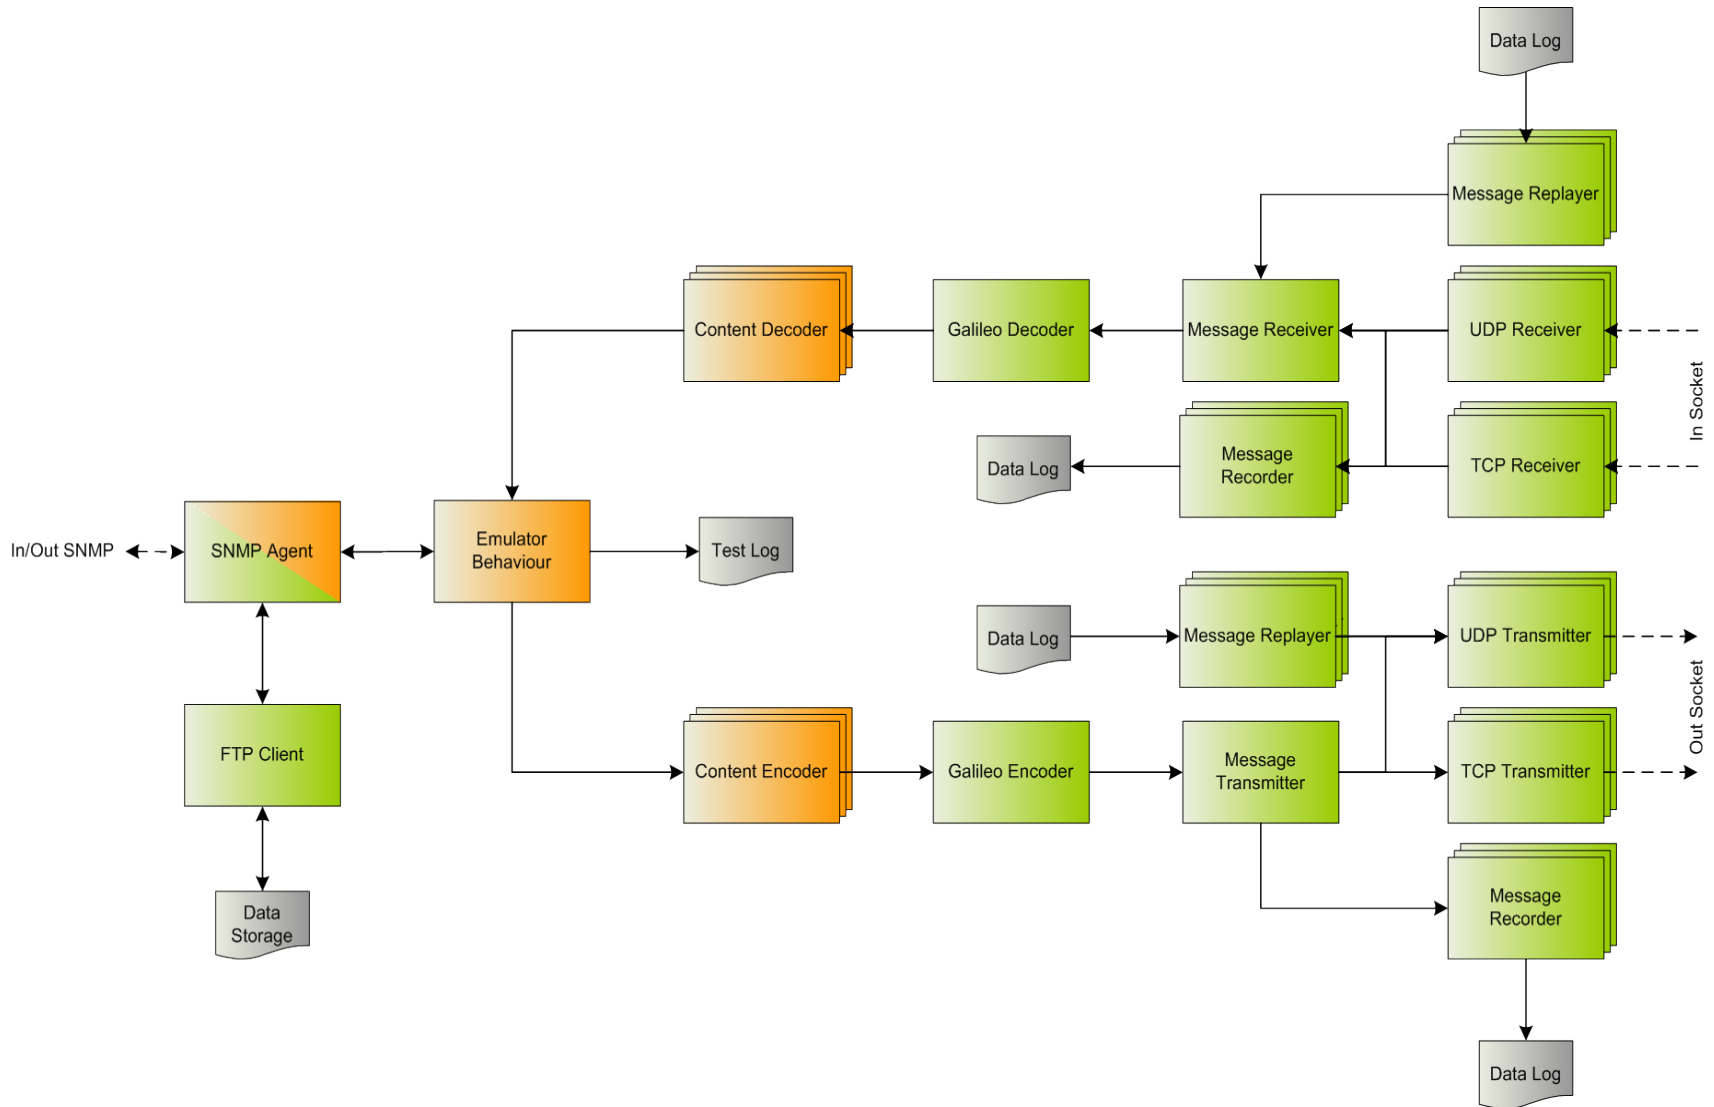 Data Log
Message Replayer
Content Decoder
Galileo Decoder
Message Receiver
UDP Receiver
In Socket
Data Log
Message
Recorder
TCP Receiver
In/Out SNMP
SNMP Agent
Emulator
Behaviour
Test Log
Data Log
Message Replayer
UDP Transmitter
Out Socket
FTP Client
Content Encoder
Galileo Encoder
Message
Transmitter
TCP Transmitter
Data
Storage
Message
Recorder
Data Log